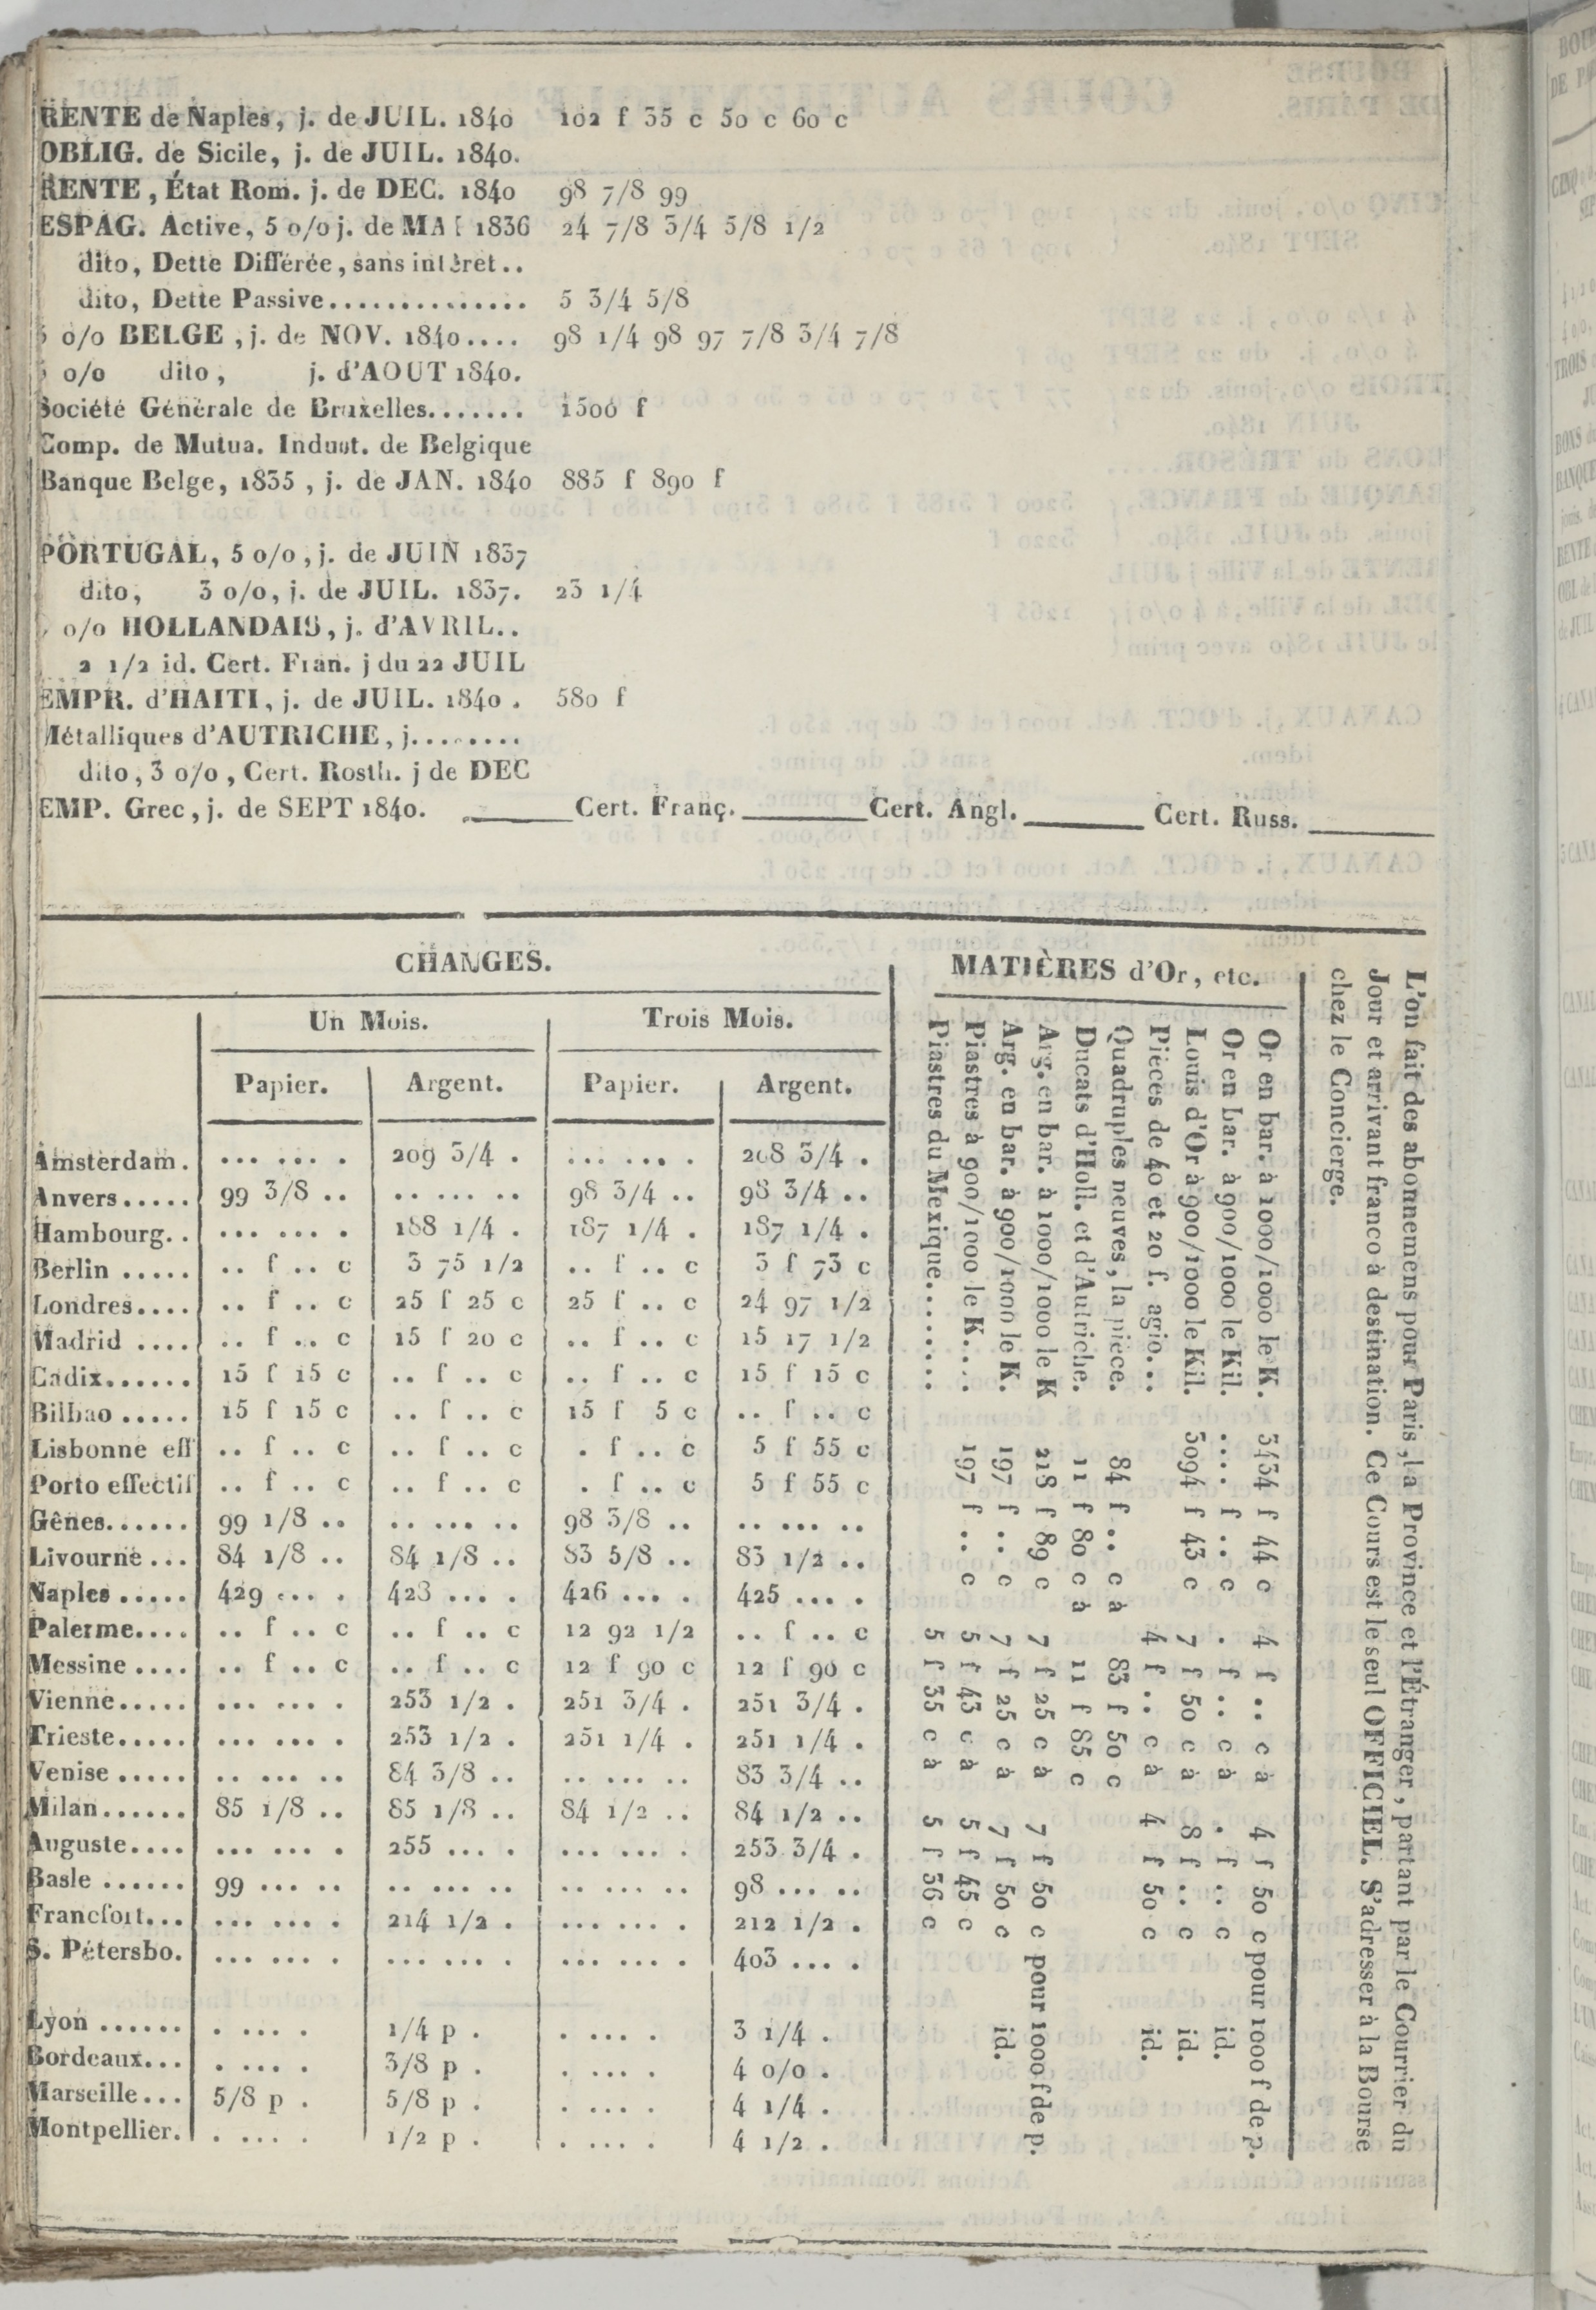 RENTE de Naples, j. de JUIL. 1840 102 f 35 c 50 c 60 c
OBLIG. de Sicile, j. de JUIL. 1840.
RENTE, État Rom. j. de DEC. 1840 98 7/8 99
ESPAG. Active, 5 o/o j. de MAI 1836 24 7/8 3/4 5/8 1/2
dito, Dette Différée, sans intéret..
dito, Dette Passive.............. 5 3/4 5/8
o/o BELGE, j. de NOV. 1840.... 98 1/4 98 97 7/8 3/4 7/8
o/o dito, j. d'AOUT 1840.
Société Générale de Bruxelles....... 1500 f
Comp. de Mutua. Indust. de Belgique
Banque Belge, 1835, j. de JAN. 1840 885 f 890 f
PORTUGAL, 5 o/o, j. de JUIN 1837
dito, 3 o/o, j. de JUIL. 1837. 23 1/4
o/o HOLLANDAIS, j. d'AVRIL..
2 1/2 id. Cert. Fran. j du 22 JUIL
EMPR. d'HAITI, j. de JUIL. 1840 . 580 f
Métalliques d'AUTRICHE, j........
dito, 3 o/o, Cert. Rosth. j de DEC
EMP. Grec, j. de SEPT 1840. ______ Cert. Franç. ______ Cert. Angl. ______ Cert. Russ. ______
CHANGES.
Un Mois. Trois Mois.
Papier. Argent. Papier. Argent.
Amsterdam. ... ... . 209 3/4 . ... ... . 208 3/4 .
Anvers..... 99 3/8 .. .. ... .. 98 3/4 .. 98 3/4 ..
Hambourg.. ... ... . 188 1/4 . 187 1/4 . 187 1/4 .
Berlin ..... .. f .. c 3 75 1/2 .. f .. c 3 f 73 c
Londres.... .. f .. c 25 f 25 c 25 f .. c 24 97 1/2
Madrid .... .. f .. c 15 f 20 c .. f .. c 15 17 1/2
Cadix...... 15 f 15 c .. f .. c .. f .. c 15 f 15 c
Bilbao ..... 15 f 15 c .. f .. c 15 f 5 c .. f .. c
Lisbonne eff .. f .. c .. f .. c . f .. c 5 f 55 c
Porto effectif .. f .. c .. f .. c . f .. c 5 f 55 c
Gênes...... 99 1/8 .. .. ... .. 98 3/8 .. .. ... ..
Livourne ... 84 1/8 .. 84 1/8 .. 83 5/8 .. 83 1/2 ..
Naples ..... 429 ... . 428 ... . 426 ... . 425 ... .
Palerme.... .. f .. c .. f .. c 12 92 1/2 .. f .. c
Messine .... .. f .. c .. f .. c 12 f 90 c 12 f 90 c
Vienne..... ... ... . 253 1/2 . 251 3/4 . 251 3/4 .
Trieste..... ... ... . 253 1/2 . 251 1/4 . 251 1/4 .
Venise ..... .. ... .. 84 3/8 .. .. ... .. 83 3/4 ..
Milan...... 85 1/8 .. 85 1/8 .. 84 1/2 .. 84 1/2 ..
Auguste.... ... ... . 255 ... . ... ... . 253 3/4 .
Basle ...... 99 ... .. .. ... .. .. ... .. 98 ... ..
Francfort... ... ... . 214 1/2 . ... ... . 212 1/2 .
S. Pétersbo. ... ... . ... ... . ... ... . 403 ... .
Lyon ...... . ... . 1/4 p . . ... . 3 1/4 .
Bordeaux... . ... . 3/8 p . . ... . 4 o/o .
Marseille... 5/8 p . 5/8 p . . ... . 4 1/4 .
Montpellier. . ... . 1/2 p . . ... . 4 1/2 .
MATIÈRES d'Or, etc.
Or en bar. à 1000/1000 le K. 3434 f 44 c 4 f .. c à 4 f 50 c pour 1000 f de p.
Or en bar. à 900/1000 le Kil. .... f .. c . f .. c à . f .. c id.
Louis d'Or à 900/1000 le Kil. 3094 f 43 c 7 f 50 c à 8 f .. c id.
Pièces de 40 et 20 f. agio... 4 f .. c à 4 f 50 c id.
Quadruples neuves, la pièce. 84 f .. c à 83 f 50 c
Ducats d'Holl. et d'Autriche. 11 f 80 c à 11 f 85 c
Arg. en bar. à 1000/1000 le K 218 f 89 c 7 f 25 c à 7 f 50 c pour 1000 f de p.
Arg. en bar. à 900/1000 le K. 197 f .. c 7 f 25 c à 7 f 50 c id.
Piastres à 900/1000 le K.... 197 f .. c 5 f 43 c à 5 f 45 c
Piastres du Mexique........ 5 f 35 c à 5 f 36 c
L'on fait des abonnemens pour Paris, la Province et l'Étranger, partant par le Courrier du
Jour et arrivant franco à destination. Ce Cours est le seul OFFICIEL. S'adresser à la Bourse
chez le Concierge.